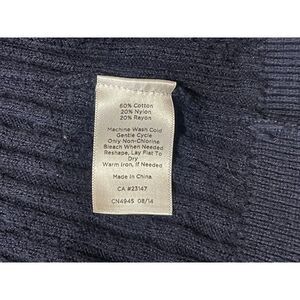 60% Cotton
20% Nylon
20% Rayon
Machine Wash Cold
Gentle Cycle
Only Non-Chlorine
Bleach When Needed
Reshape, Lay Flat To
Dry
Warm Iron, If Needed
Made In China
CA #23147
CN4945 08/14